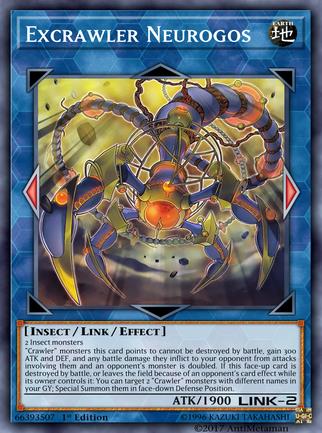 Excrawler Neurogos
EARTH
地
[Insect / Link / Effect]
2 Insect monsters
"Crawler" monsters this card points to cannot be destroyed by battle, gain 300
ATK and DEF, and any battle damage they inflict to your opponent from attacks
involving them and an opponent's monster is doubled. If this face-up card is
destroyed by battle, or leaves the field because of an opponent's card effect while
its owner controls it: You can target 2 "Crawler" monsters with different names in
your GY; Special Summon them in face-down Defense Position.
ATK/1900 LINK-2
66393507 1st Edition ©1996 KAZUKI TAKAHASHI
©2017 AntiMetaman